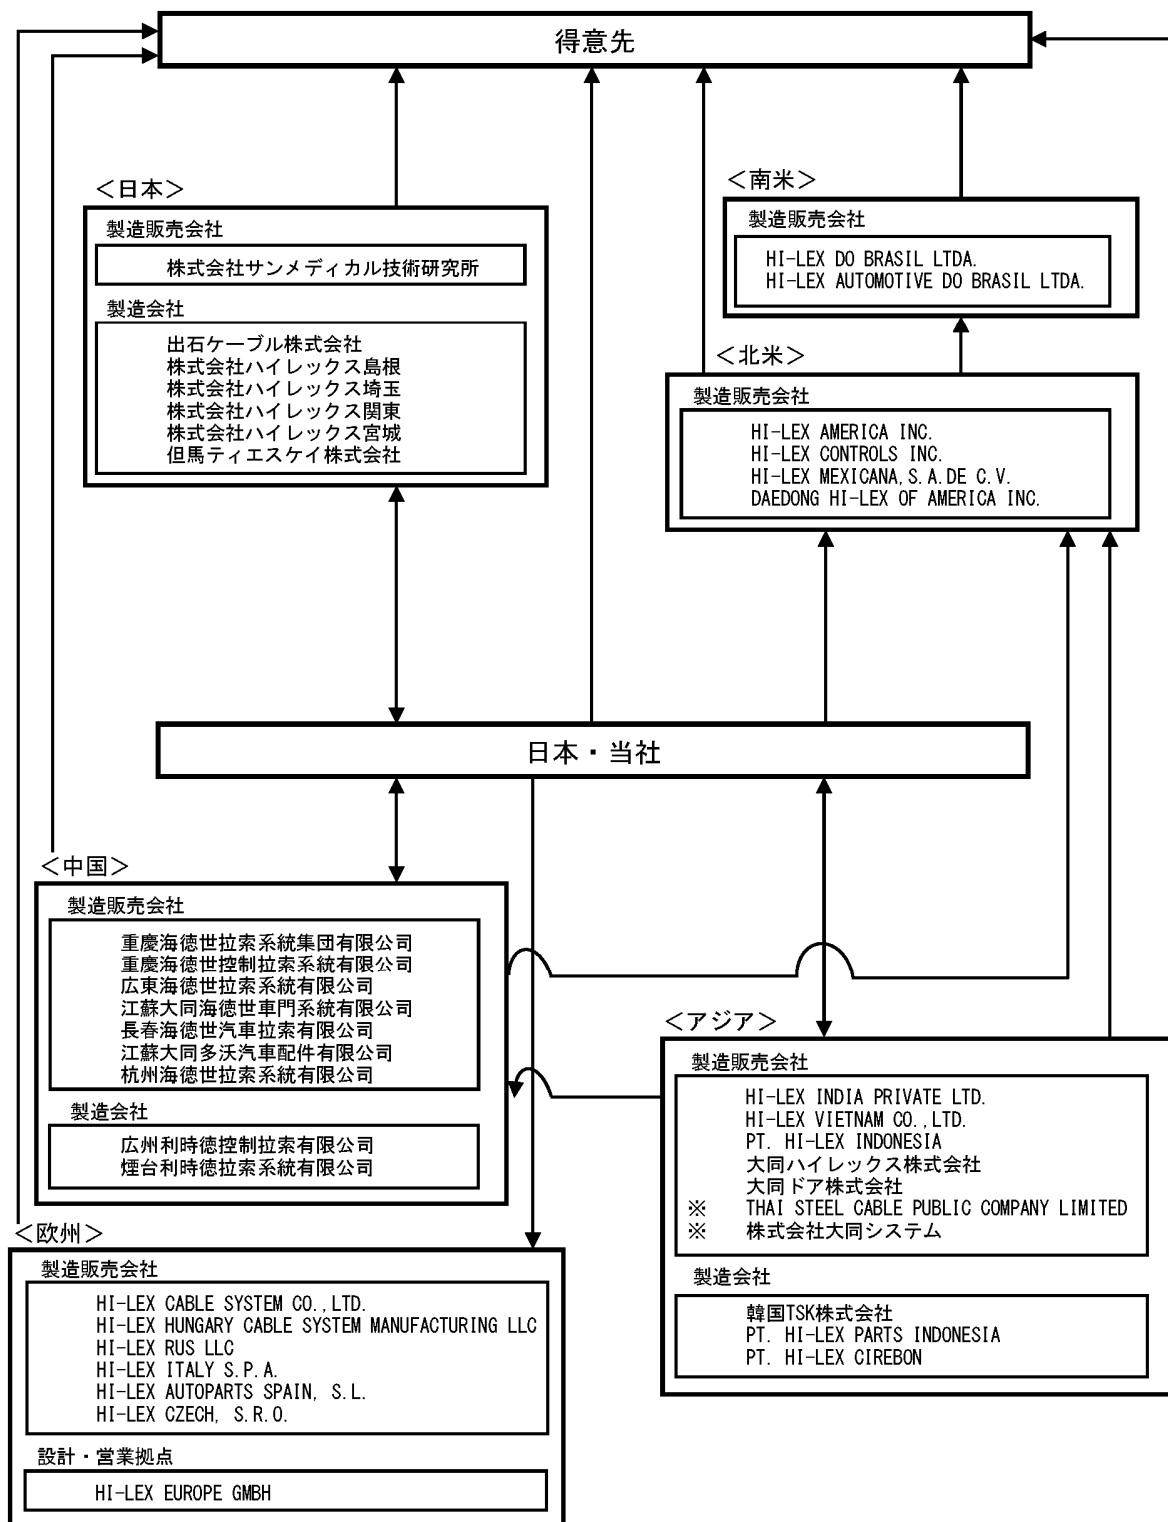 得意先
＜日本＞
製造販売会社
株式会社サンメディカル技術研究所
製造会社
出石ケーブル株式会社
株式会社ハイレックス島根
株式会社ハイレックス埼玉
株式会社ハイレックス関東
株式会社ハイレックス宮城
但馬ティエスケイ株式会社
＜南米＞
製造販売会社
HI-LEX DO BRASIL LTDA.
HI-LEX AUTOMOTIVE DO BRASIL LTDA.
＜北米＞
製造販売会社
HI-LEX AMERICA INC.
HI-LEX CONTROLS INC.
HI-LEX MEXICANA,S.A.DE C.V.
DAEDONG HI-LEX OF AMERICA INC.
日本・当社
＜中国＞
製造販売会社
重慶海徳世拉索系統集団有限公司
重慶海徳世控制拉索系統有限公司
広東海徳世拉索系統有限公司
江蘇大同海徳世車門系統有限公司
長春海徳世汽車拉索有限公司
江蘇大同多沃汽車配件有限公司
杭州海徳世拉索系統有限公司
製造会社
広州利時徳控制拉索有限公司
煙台利時徳拉索系統有限公司
＜アジア＞
製造販売会社
HI-LEX INDIA PRIVATE LTD.
HI-LEX VIETNAM CO.,LTD.
PT. HI-LEX INDONESIA
大同ハイレックス株式会社
大同ドア株式会社
※ THAI STEEL CABLE PUBLIC COMPANY LIMITED
※ 株式会社大同システム
製造会社
韓国TSK株式会社
PT. HI-LEX PARTS INDONESIA
PT. HI-LEX CIREBON
＜欧州＞
製造販売会社
HI-LEX CABLE SYSTEM CO.,LTD.
HI-LEX HUNGARY CABLE SYSTEM MANUFACTURING LLC
HI-LEX RUS LLC
HI-LEX ITALY S.P.A.
HI-LEX AUTOPARTS SPAIN, S.L.
HI-LEX CZECH, S.R.O.
設計・営業拠点
HI-LEX EUROPE GMBH